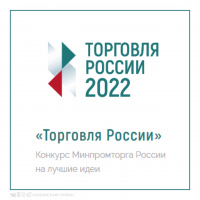 ТОРГОВЛЯ
РОССИИ
2022
«Торговля России»
Конкурс Минпромторга России
на лучшие идеи